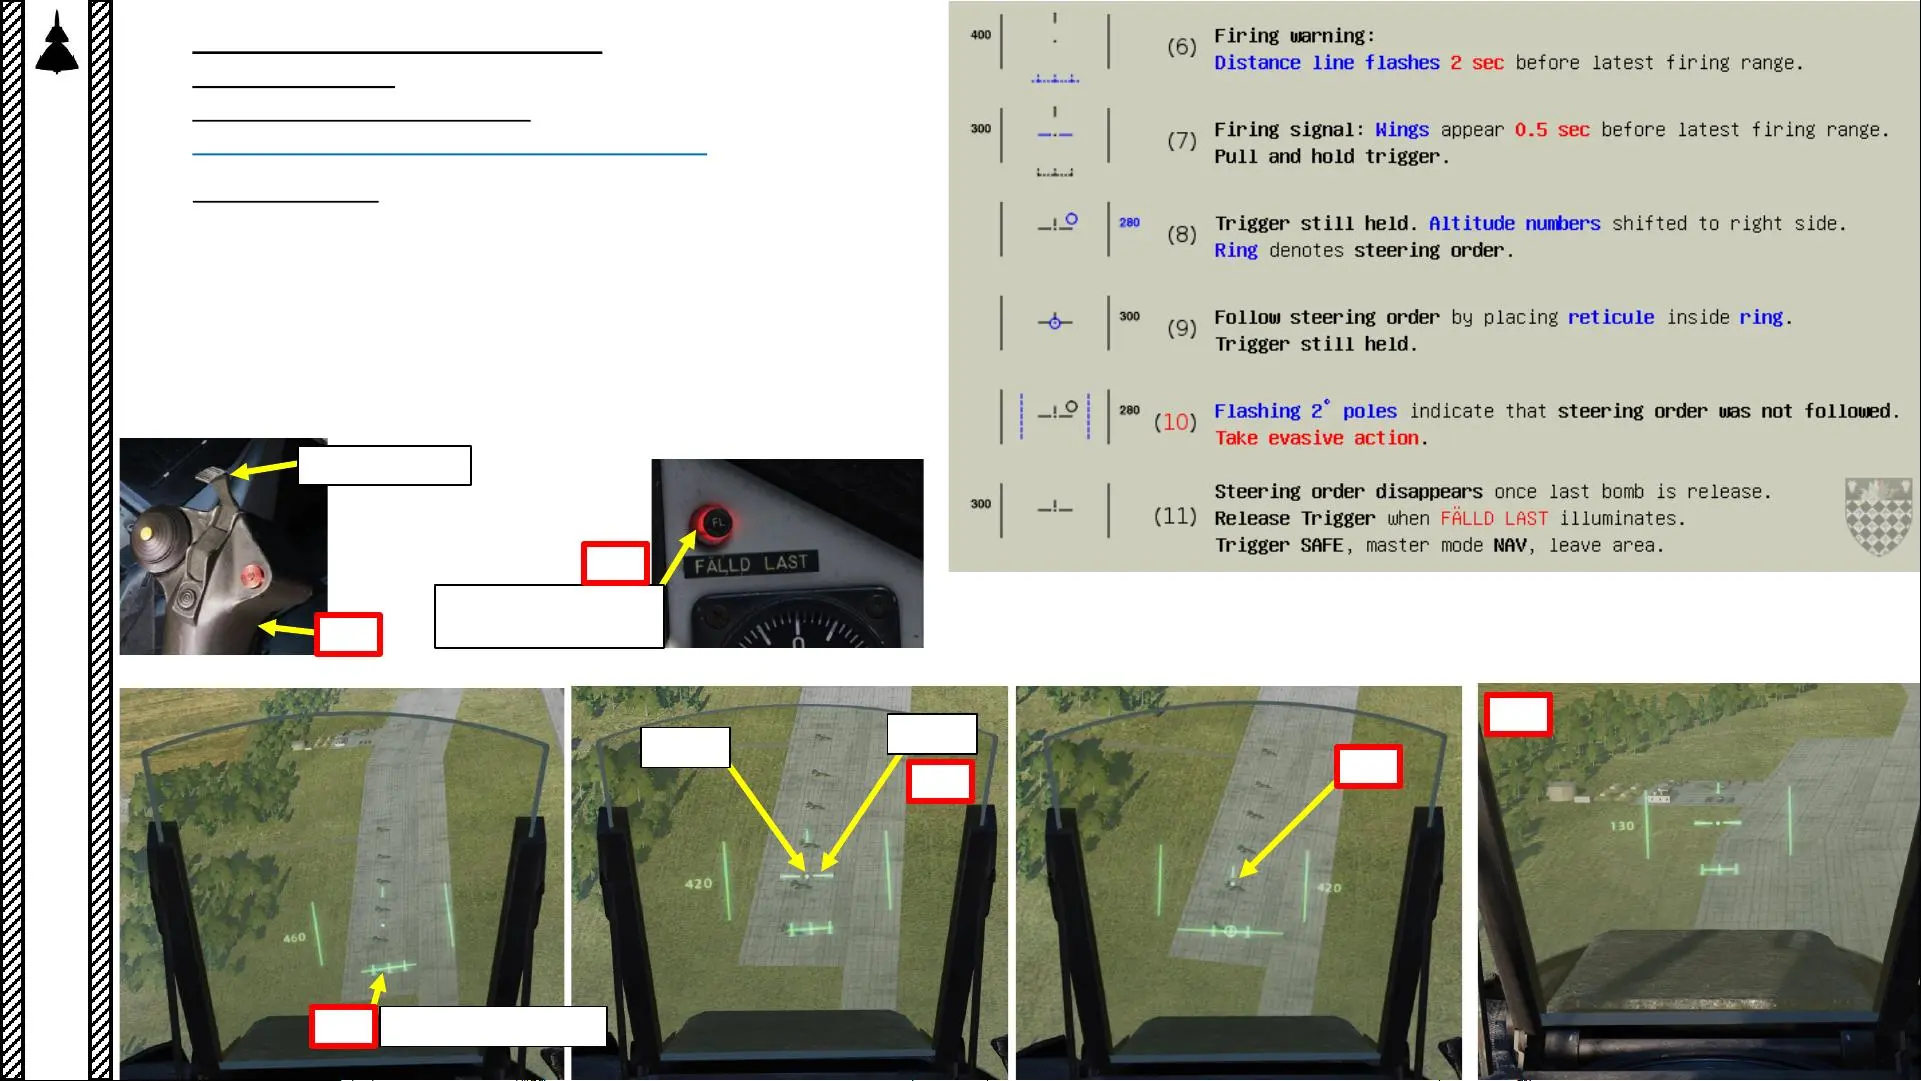 400
(6)
Firing warning:
Distance line flashes 2 sec before latest firing range.
300
(7)
Firing signal: Wings appear 0.5 sec before latest firing range.
Pull and hold trigger.
280
(8)
Trigger still held. Altitude numbers shifted to right side.
Ring denotes steering order.
300
(9)
Follow steering order by placing reticule inside ring.
Trigger still held.
280
(10)
Flashing 2° poles indicate that steering order was not followed.
Take evasive action.
300
(11)
Steering order disappears once last bomb is release.
Release Trigger when FÄLLD LAST illuminates.
Trigger SAFE, master mode NAV, leave area.
FL
FÄLLD LAST
0
460
420
420
130